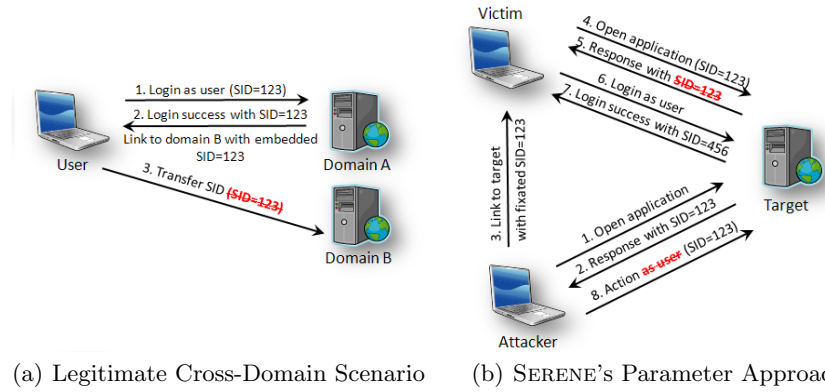 1. Login as user (SID=123)
2. Login success with SID=123
Link to domain B with embedded
SID=123
3. Transfer SID (SID=123)
User
Domain A
Domain B
(a) Legitimate Cross-Domain Scenario
Victim
4. Open application (SID=123)
5. Response with SID=123
6. Login as user
7. Login success with SID=456
3. Link to target
with fixated SID=123
1. Open application
2. Response with SID=123
8. Action as user (SID=123)
Target
Attacker
(b) SERENE's Parameter Approac